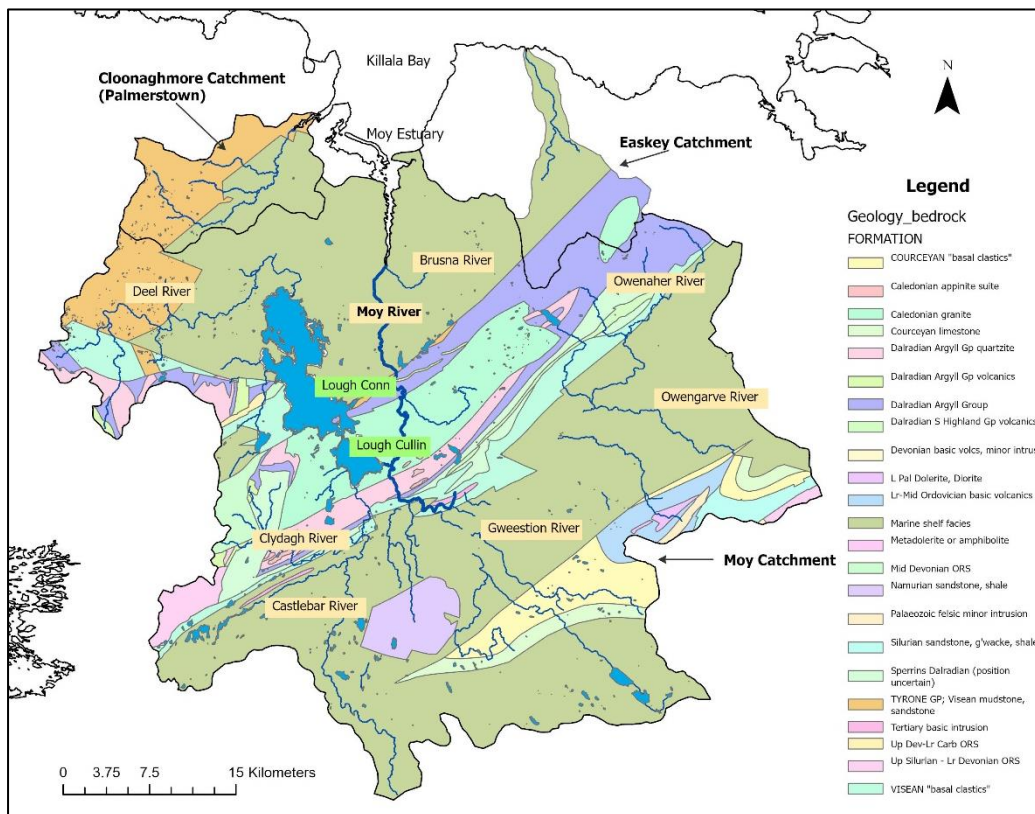 Killala Bay
Cloonaghmore Catchment
(Palmerstown)
N
Moy Estuary
Easkey Catchment
Brusna River
Owenaher River
Deel River
Moy River
Lough Conn
Owengarve River
Lough Cullin
Gweestion River
Clydagh River
Moy Catchment
Castlebar River
0 3.75 7.5 15 Kilometers
Legend
Geology_bedrock
FORMATION
COURCEYAN "basal clastics"
Caledonian appinite suite
Caledonian granite
Courceyan limestone
Dalradian Argyll Gp quartzite
Dalradian Argyll Gp volcanics
Dalradian Argyll Group
Dalradian S Highland Gp volcanics
Devonian basic volcs, minor intrus
L Pal Dolerite, Diorite
Lr-Mid Ordovician basic volcanics
Marine shelf facies
Metadolerite or amphibolite
Mid Devonian ORS
Namurian sandstone, shale
Palaeozoic felsic minor intrusion
Silurian sandstone, g'wacke, shale
Sperrins Dalradian (position
uncertain)
TYRONE GP; Visean mudstone,
sandstone
Tertiary basic intrusion
Up Dev-Lr Carb ORS
Up Silurian - Lr Devonian ORS
VISEAN "basal clastics"